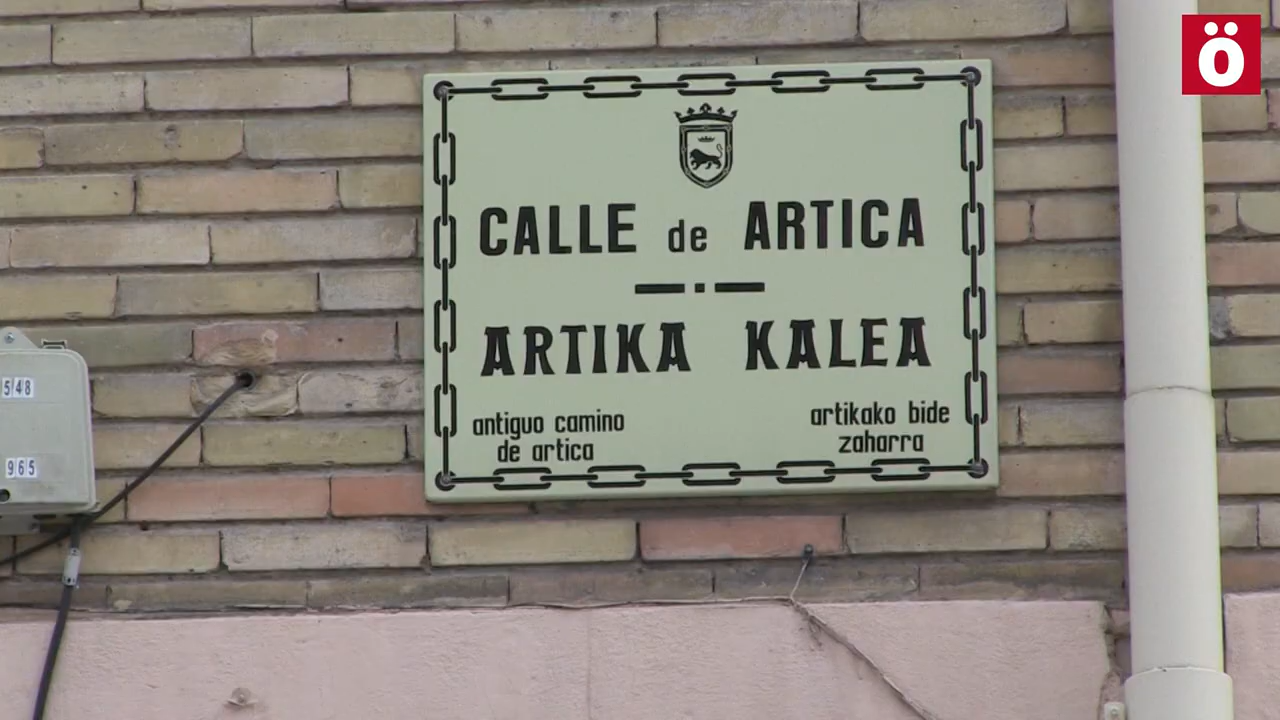 ö
CALLE de ARTICA
ARTIKA KALEA
antiguo camino
de artica
artikako bide
zaharra
548
965